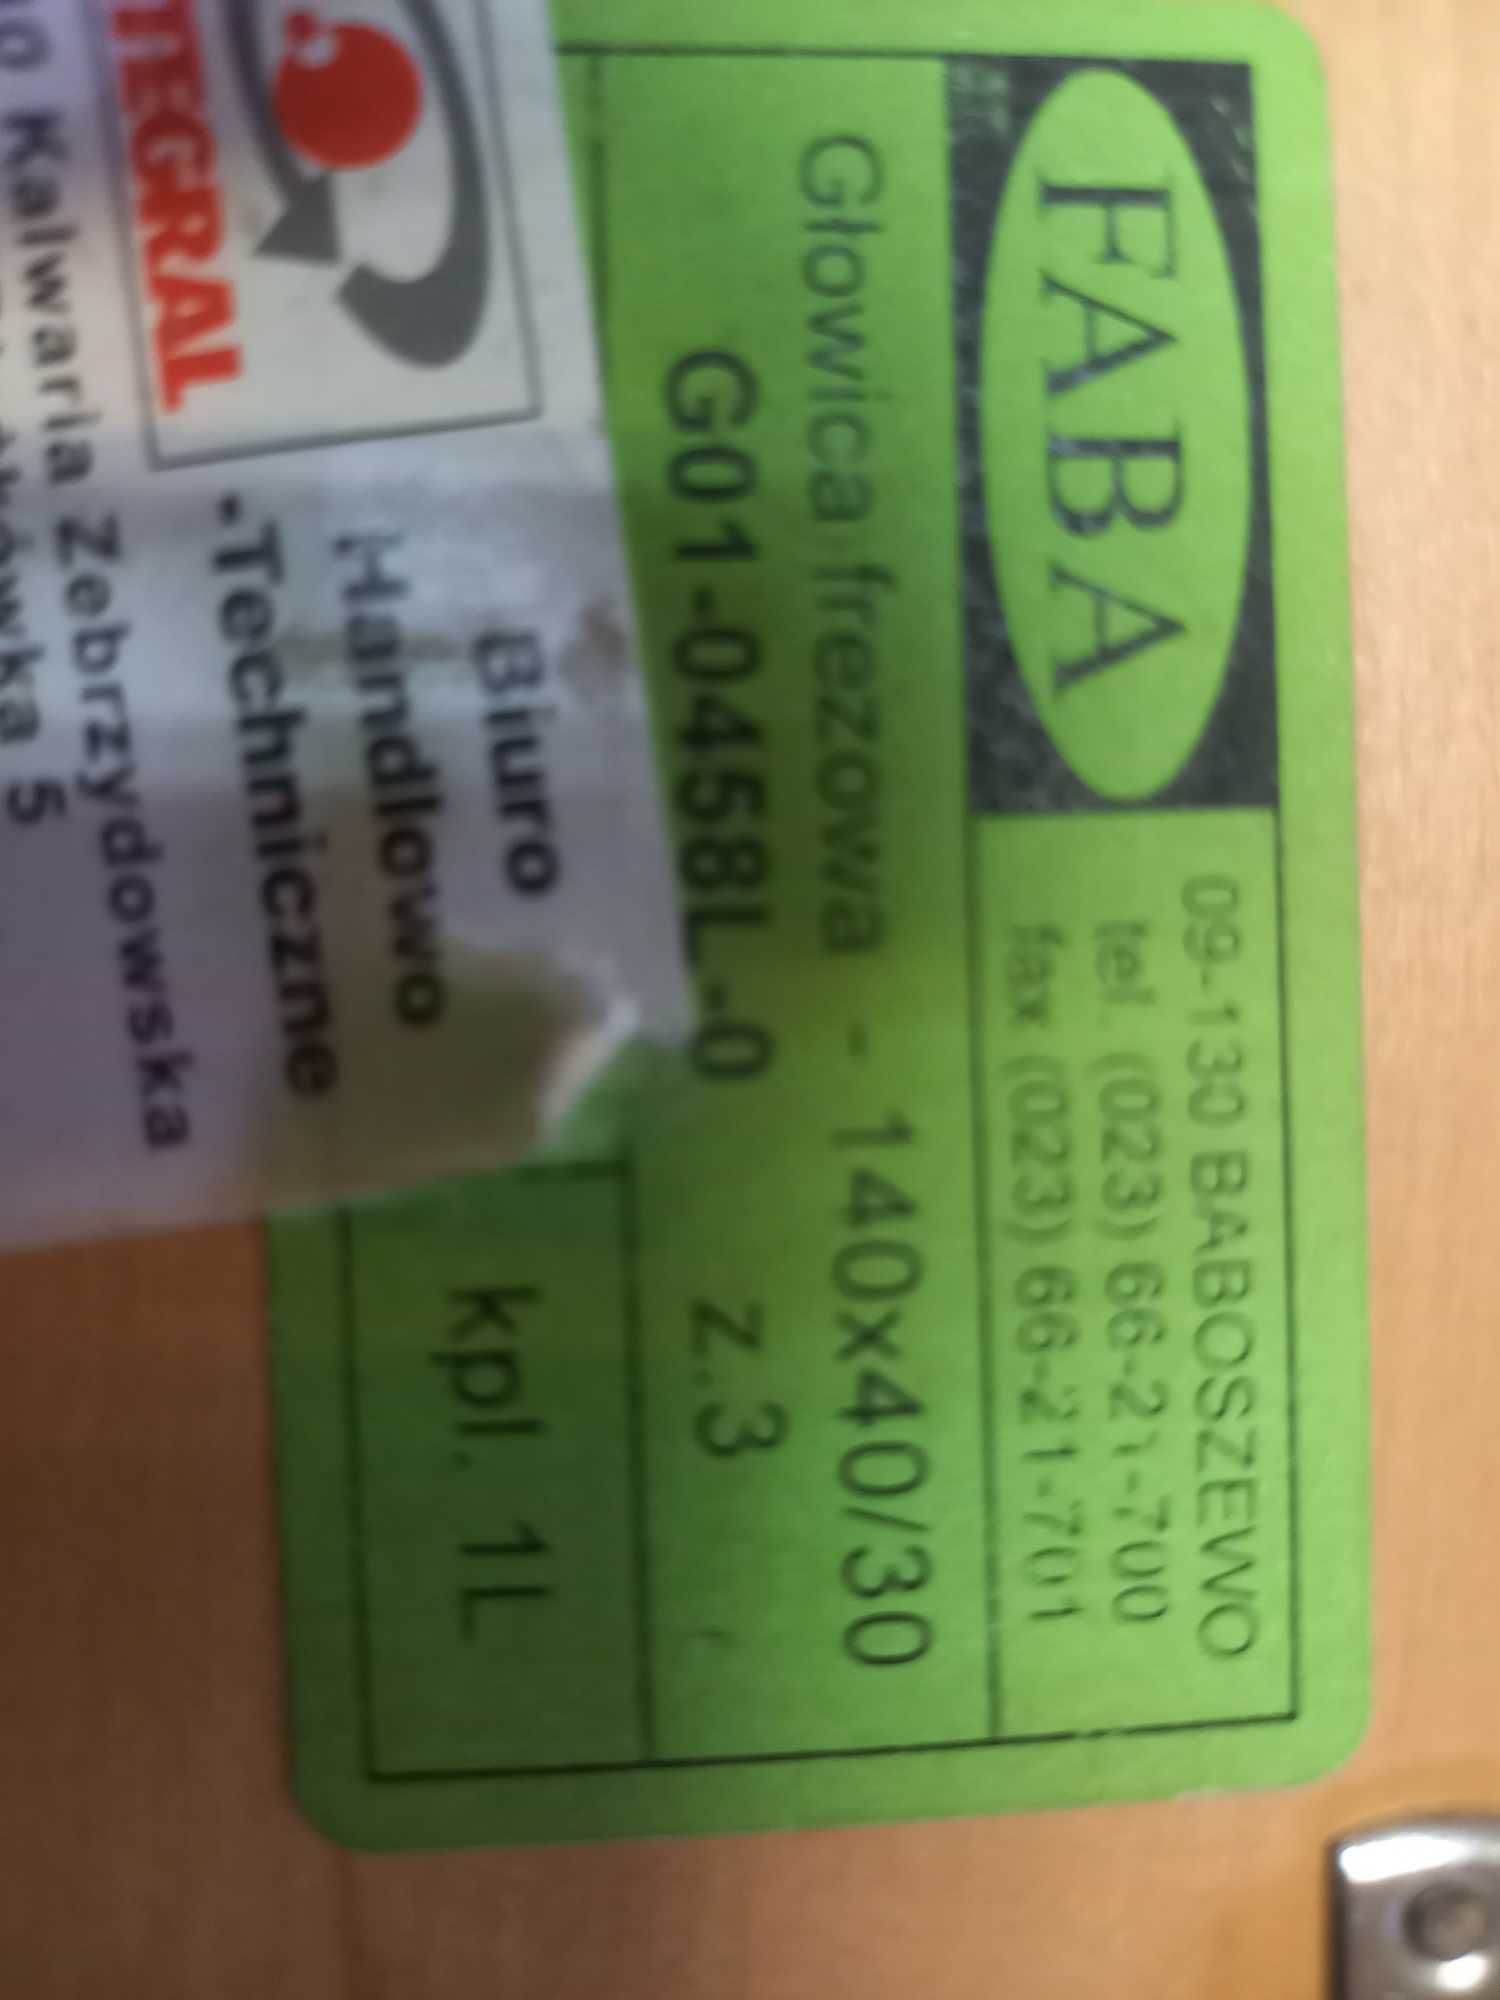 FABA
09-130 BABOSZEWO
tel. (023) 66-21-700
fax (023) 66-21-701
Głowica frezowa - 140x40/30
G01-0458L-0 z.3
kpl. 1L
TEGRAL
Biuro
Handlowo
-Techniczne
Kalwaria Zebrzydowska
5